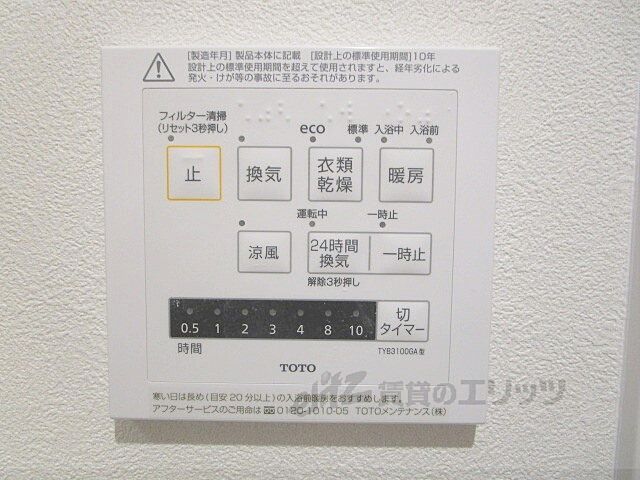 [製造年月] 製品本体に記載 [設計上の標準使用期間]10年
設計上の標準使用期間を超えて使用されますと、経年劣化による
発火・けが等の事故に至るおそれがあります。
フィルター清掃
(リセット3秒押し)
eco 標準 入浴中 入浴前
止 換気 衣類乾燥 暖房
運転中 一時止
涼風 24時間換気 一時止
解除3秒押し
0.5 1 2 3 4 8 10 切タイマー
時間 TYB3100GA型
TOTO
賃貸のエリッツ
寒い日は長め(目安20分以上)の入浴前暖房をおすすめします。
アフターサービスのご用命は 0120-1010-05 TOTOメンテナンス(株)